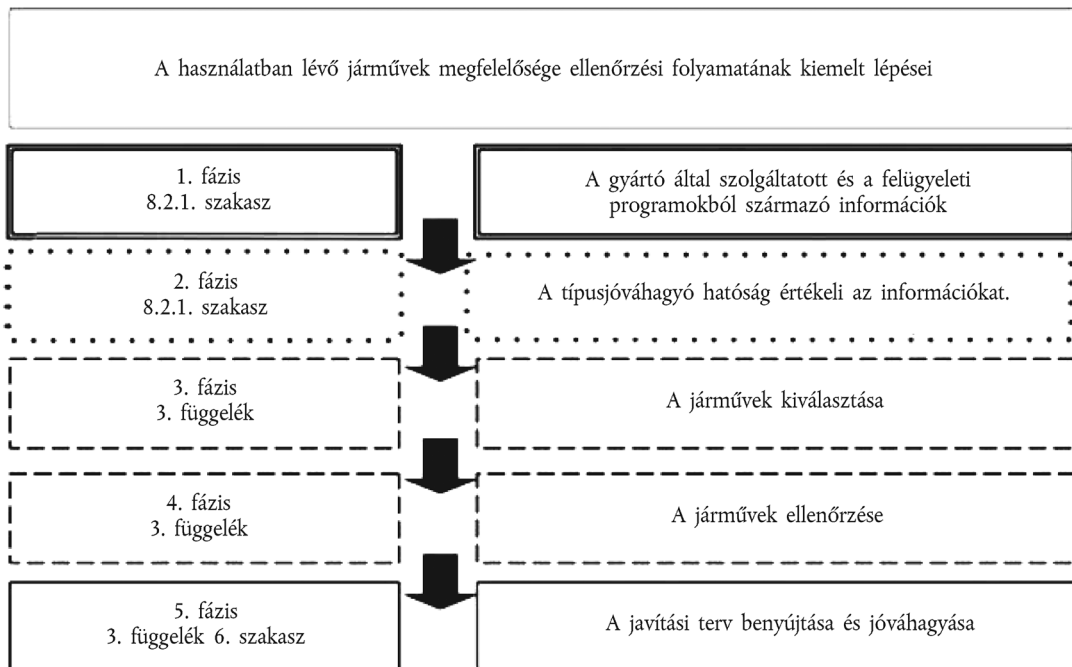 A használatban lévő járművek megfelelősége ellenőrzési folyamatának kiemelt lépései
1. fázis
8.2.1. szakasz
A gyártó által szolgáltatott és a felügyeleti
programokból származó információk
2. fázis
8.2.1. szakasz
A típusjóváhagyó hatóság értékeli az információkat.
3. fázis
3. függelék
A járművek kiválasztása
4. fázis
3. függelék
A járművek ellenőrzése
5. fázis
3. függelék 6. szakasz
A javítási terv benyújtása és jóváhagyása